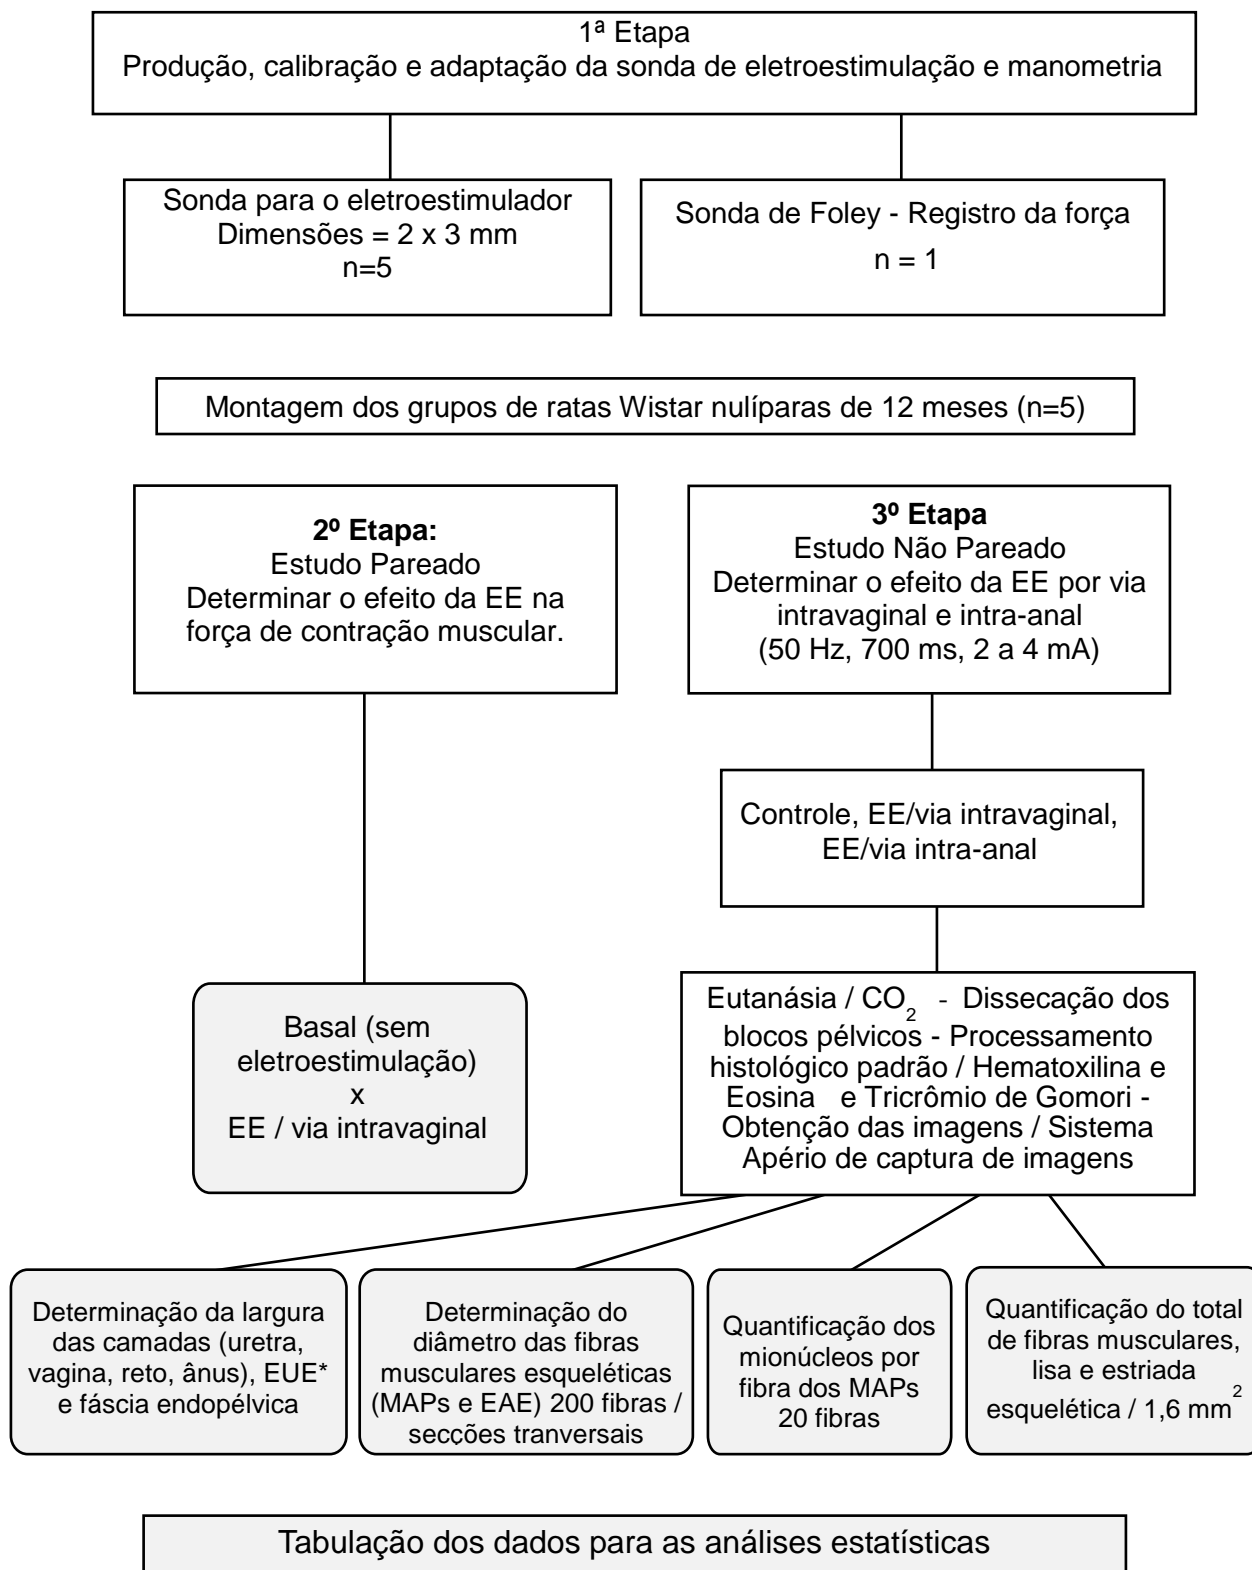 1ª Etapa
Produção, calibração e adaptação da sonda de eletroestimulação e manometria
Sonda para o eletroestimulador
Dimensões = 2 x 3 mm
n=5
Sonda de Foley - Registro da força
n = 1
Montagem dos grupos de ratas Wistar nulíparas de 12 meses (n=5)
2º Etapa:
Estudo Pareado
Determinar o efeito da EE na
força de contração muscular.
3º Etapa
Estudo Não Pareado
Determinar o efeito da EE por via
intravaginal e intra-anal
(50 Hz, 700 ms, 2 a 4 mA)
Controle, EE/via intravaginal,
EE/via intra-anal
Basal (sem
eletroestimulação)
x
EE / via intravaginal
Eutanásia / CO2 - Dissecação dos
blocos pélvicos - Processamento
histológico padrão / Hematoxilina e
Eosina e Tricrômio de Gomori -
Obtenção das imagens / Sistema
Apério de captura de imagens
Determinação da largura
das camadas (uretra,
vagina, reto, ânus), EUE*
e fáscia endopélvica
Determinação do
diâmetro das fibras
musculares esqueléticas
(MAPs e EAE) 200 fibras /
secções tranversais
Quantificação dos
mionúcleos por
fibra dos MAPs
20 fibras
Quantificação do total
de fibras musculares,
lisa e estriada
esquelética / 1,6 mm2
Tabulação dos dados para as análises estatísticas